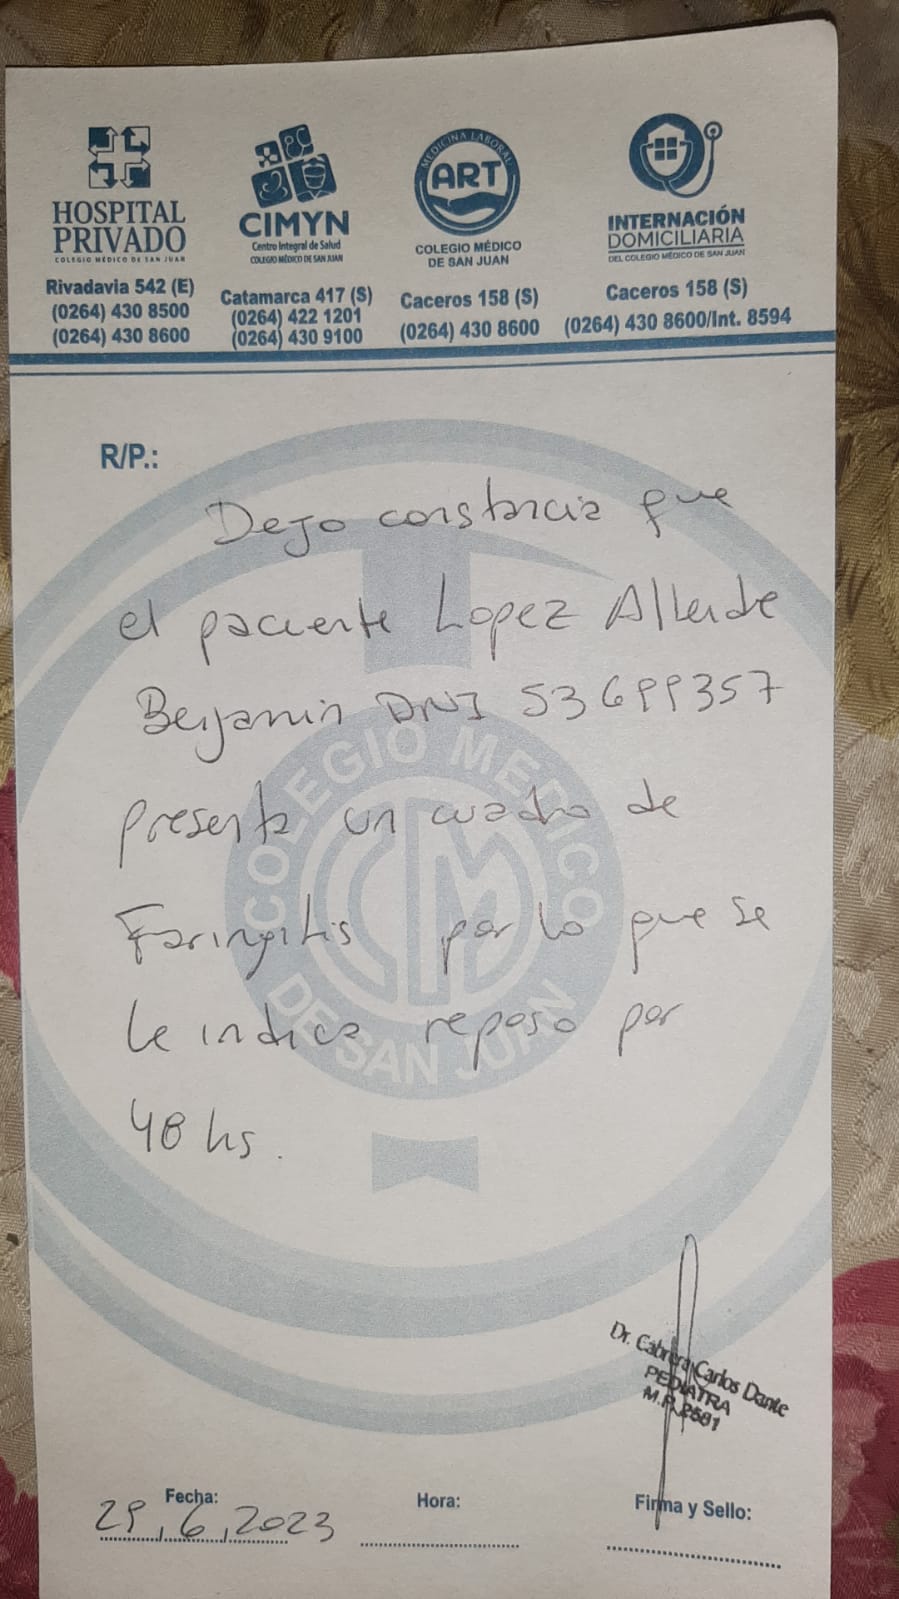 HOSPITAL
PRIVADO
COLEGIO MÉDICO DE SAN JUAN
Rivadavia 542 (E)
(0264) 430 8500
(0264) 430 8600
CIMYN
Centro Integral de Salud
COLEGIO MÉDICO DE SAN JUAN
Catamarca 417 (S)
(0264) 422 1201
(0264) 430 9100
MEDICINA LABORAL
ART
COLEGIO MÉDICO
DE SAN JUAN
Caceros 158 (S)
(0264) 430 8600
INTERNACIÓN
DOMICILIARIA
DEL COLEGIO MÉDICO DE SAN JUAN
Caceros 158 (S)
(0264) 430 8600/Int. 8594
R/P.:
Dejo constancia que
el paciente Lopez Allende
Benjamin DNI 53699357
presenta un cuadro de
Faringitis por lo que se
le indica reposo por
48 hs.
COLEGIO MEDICO
CM
DE SAN JUAN
Dr. Cabrera Carlos Dante
PEDIATRA
M.P. 2581
Fecha:
29,6,2023
Hora:
Firma y Sello: